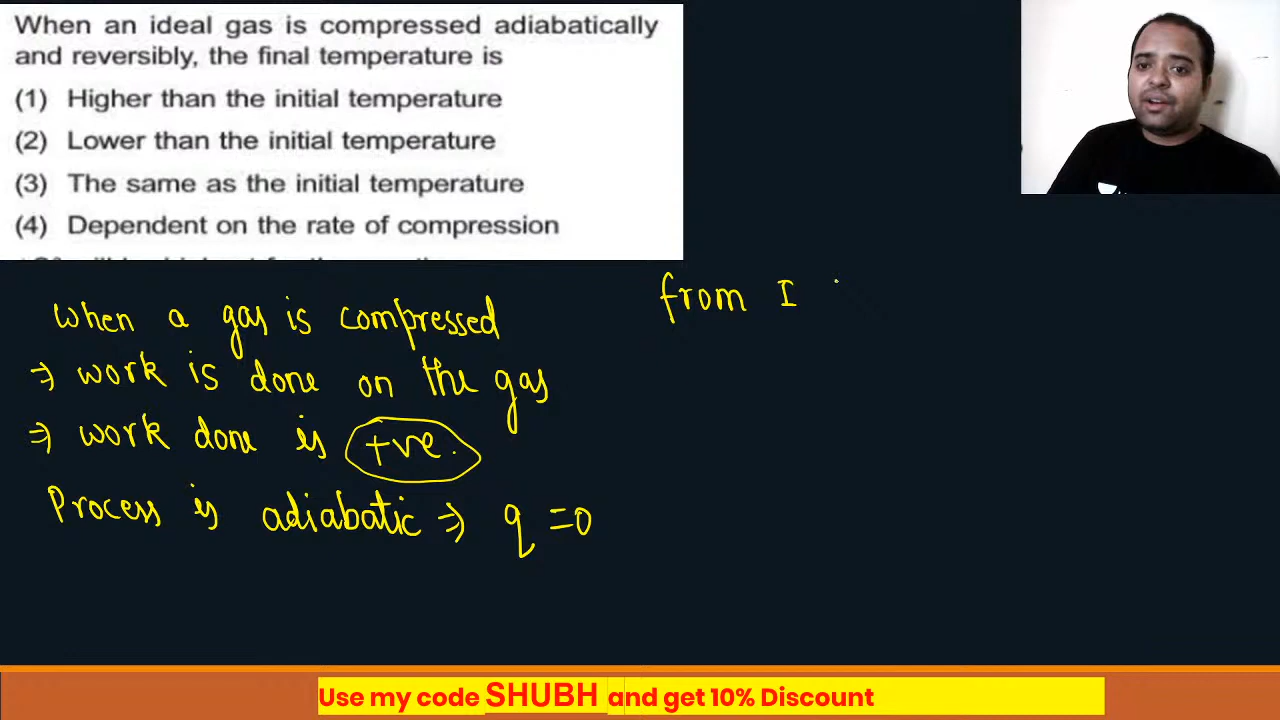 When an ideal gas is compressed adiabatically
and reversibly, the final temperature is
(1) Higher than the initial temperature
(2) Lower than the initial temperature
(3) The same as the initial temperature
(4) Dependent on the rate of compression
When a gas is compressed
⇒ work is done on the gas
⇒ work done is +ve.
Process is adiabatic ⇒ q = 0
from I
Use my code SHUBH and get 10% Discount